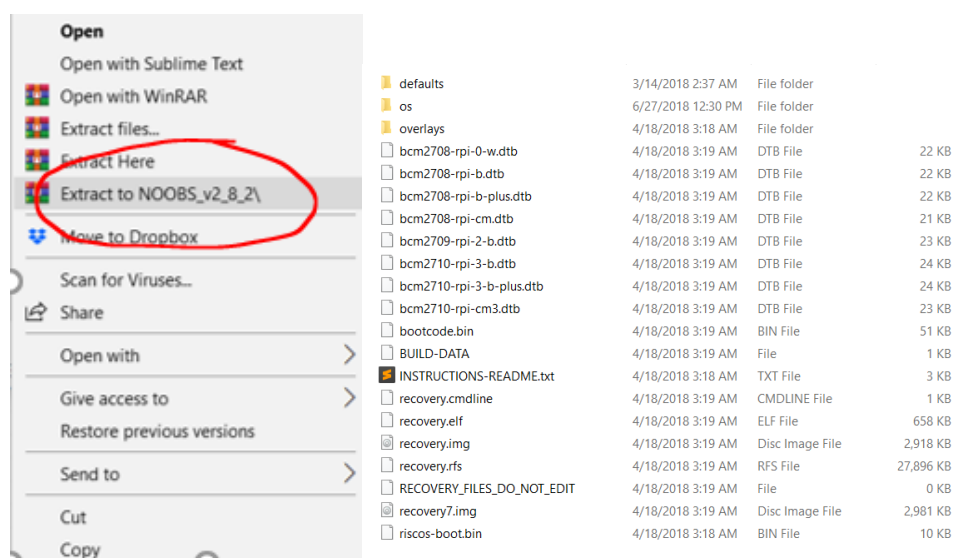 Open
Open with Sublime Text
Open with WinRAR
Extract files...
Extract Here
Extract to NOOBS_v2_8_2\
Move to Dropbox
Scan for Viruses...
Share
Open with
Give access to
Restore previous versions
Send to
Cut
Copy
defaults 3/14/2018 2:37 AM File folder
os 6/27/2018 12:30 PM File folder
overlays 4/18/2018 3:18 AM File folder
bcm2708-rpi-0-w.dtb 4/18/2018 3:19 AM DTB File 22 KB
bcm2708-rpi-b.dtb 4/18/2018 3:19 AM DTB File 22 KB
bcm2708-rpi-b-plus.dtb 4/18/2018 3:19 AM DTB File 22 KB
bcm2708-rpi-cm.dtb 4/18/2018 3:19 AM DTB File 21 KB
bcm2709-rpi-2-b.dtb 4/18/2018 3:19 AM DTB File 23 KB
bcm2710-rpi-3-b.dtb 4/18/2018 3:19 AM DTB File 24 KB
bcm2710-rpi-3-b-plus.dtb 4/18/2018 3:19 AM DTB File 24 KB
bcm2710-rpi-cm3.dtb 4/18/2018 3:19 AM DTB File 23 KB
bootcode.bin 4/18/2018 3:19 AM BIN File 51 KB
BUILD-DATA 4/18/2018 3:19 AM File 1 KB
INSTRUCTIONS-README.txt 4/18/2018 3:18 AM TXT File 3 KB
recovery.cmdline 4/18/2018 3:19 AM CMDLINE File 1 KB
recovery.elf 4/18/2018 3:19 AM ELF File 658 KB
recovery.img 4/18/2018 3:19 AM Disc Image File 2,918 KB
recovery.rfs 4/18/2018 3:19 AM RFS File 27,896 KB
RECOVERY_FILES_DO_NOT_EDIT 4/18/2018 3:19 AM File 0 KB
recovery7.img 4/18/2018 3:19 AM Disc Image File 2,981 KB
riscos-boot.bin 4/18/2018 3:19 AM BIN File 10 KB